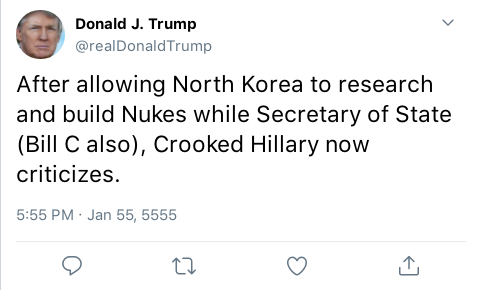 Donald J. Trump
@realDonaldTrump
After allowing North Korea to research
and build Nukes while Secretary of State
(Bill C also), Crooked Hillary now
criticizes.
5:55 PM · Jan 55, 5555